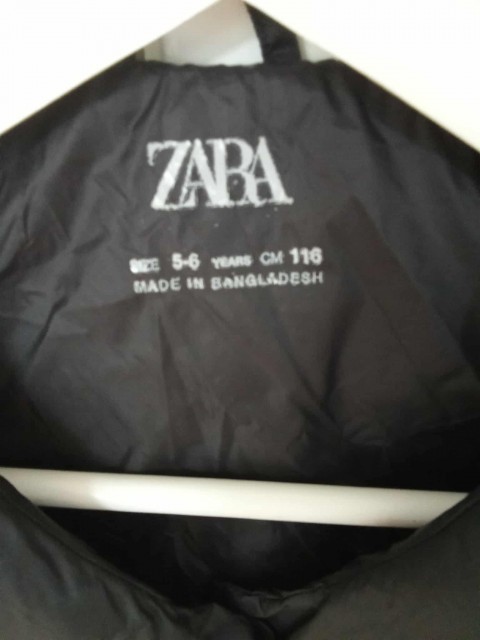 ZARA
SIZE 5-6 YEARS CM 116
MADE IN BANGLADESH